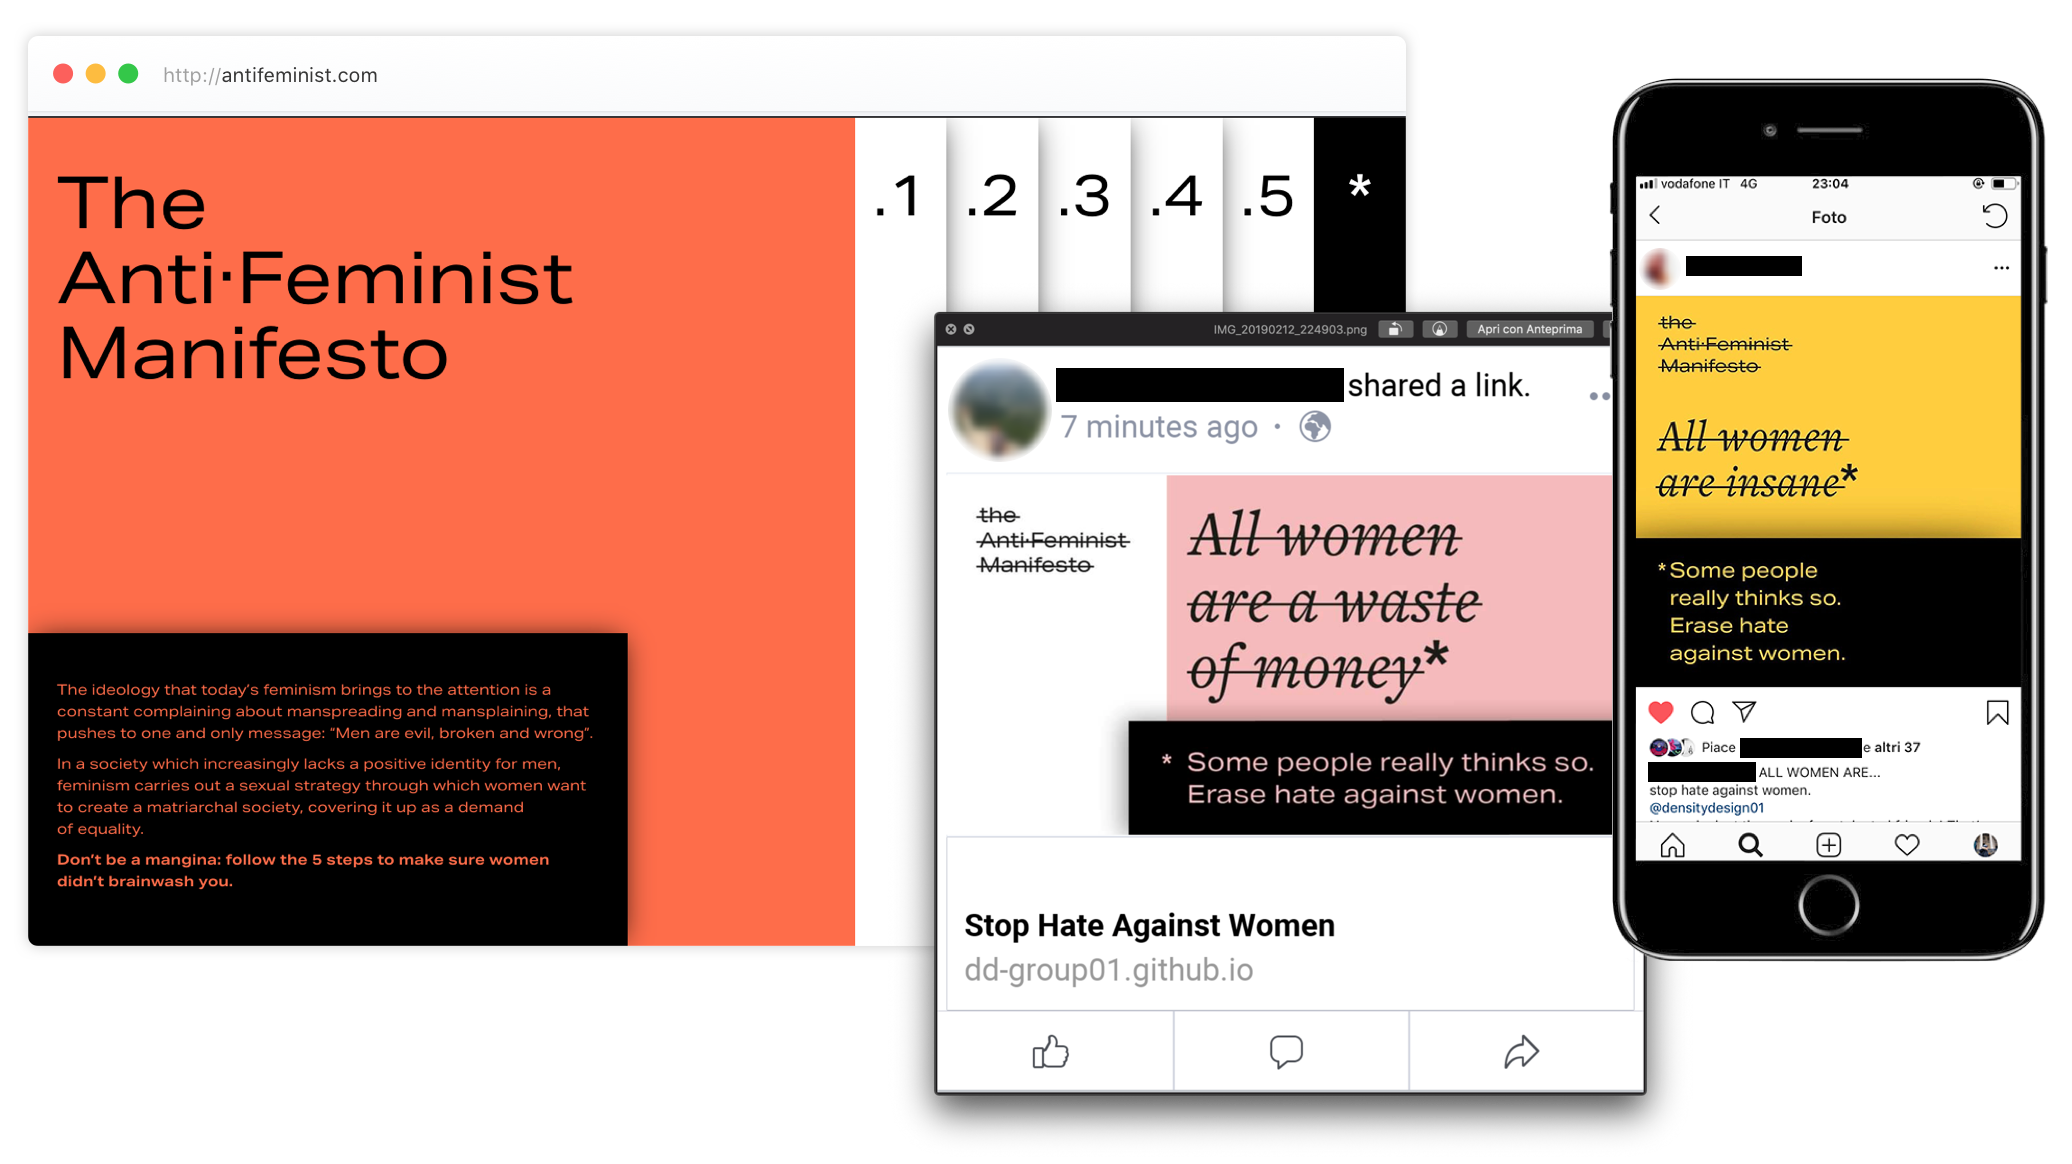 http://antifeminist.com
The
Anti·Feminist
Manifesto
.1 .2 .3 .4 .5 *
The ideology that today's feminism brings to the attention is a
constant complaining about manspreading and mansplaining, that
pushes to one and only message: "Men are evil, broken and wrong".
In a society which increasingly lacks a positive identity for men,
feminism carries out a sexual strategy through which women want
to create a matriarchal society, covering it up as a demand
of equality.
Don't be a mangina: follow the 5 steps to make sure women
didn't brainwash you.
IMG_20190212_224903.png
Apri con Anteprima
shared a link.
7 minutes ago ·
the
Anti·Feminist
Manifesto
All women
are a waste
of money*
* Some people really thinks so.
Erase hate against women.
Stop Hate Against Women
dd-group01.github.io
vodafone IT 4G 23:04
Foto
the
Anti·Feminist
Manifesto
All women
are insane*
*Some people
really thinks so.
Erase hate
against women.
Piace e altri 37
ALL WOMEN ARE...
stop hate against women.
@densitydesign01